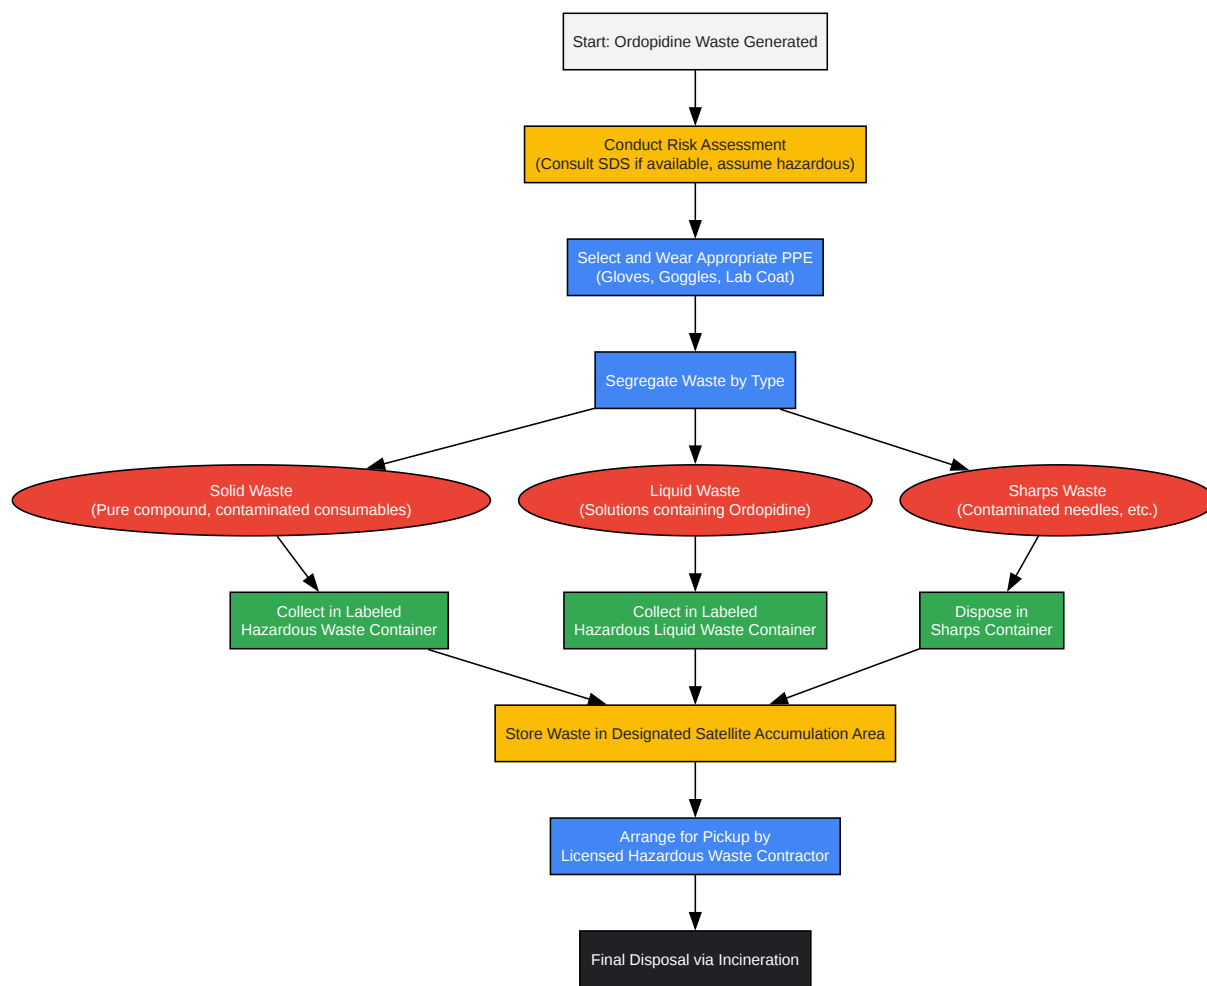 Start: Ordopidine Waste Generated
Conduct Risk Assessment
(Consult SDS if available, assume hazardous)
Select and Wear Appropriate PPE
(Gloves, Goggles, Lab Coat)
Segregate Waste by Type
Solid Waste
(Pure compound, contaminated consumables)
Liquid Waste
(Solutions containing Ordopidine)
Sharps Waste
(Contaminated needles, etc.)
Collect in Labeled
Hazardous Waste Container
Collect in Labeled
Hazardous Liquid Waste Container
Dispose in
Sharps Container
Store Waste in Designated Satellite Accumulation Area
Arrange for Pickup by
Licensed Hazardous Waste Contractor
Final Disposal via Incineration